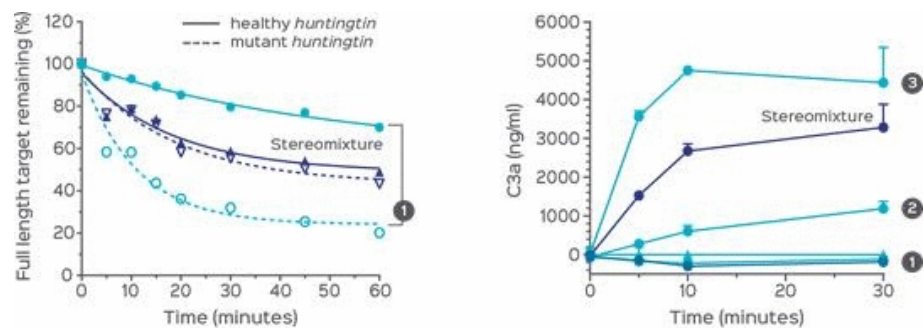 Full length target remaining (%)
120
100
80
60
40
20
0
healthy huntingtin
mutant huntingtin
Stereomixture
1
0 10 20 30 40 50 60
Time (minutes)
C3a (ng/ml)
6000
5000
4000
3000
2000
1000
0
3
Stereomixture
2
1
0 10 20 30
Time (minutes)